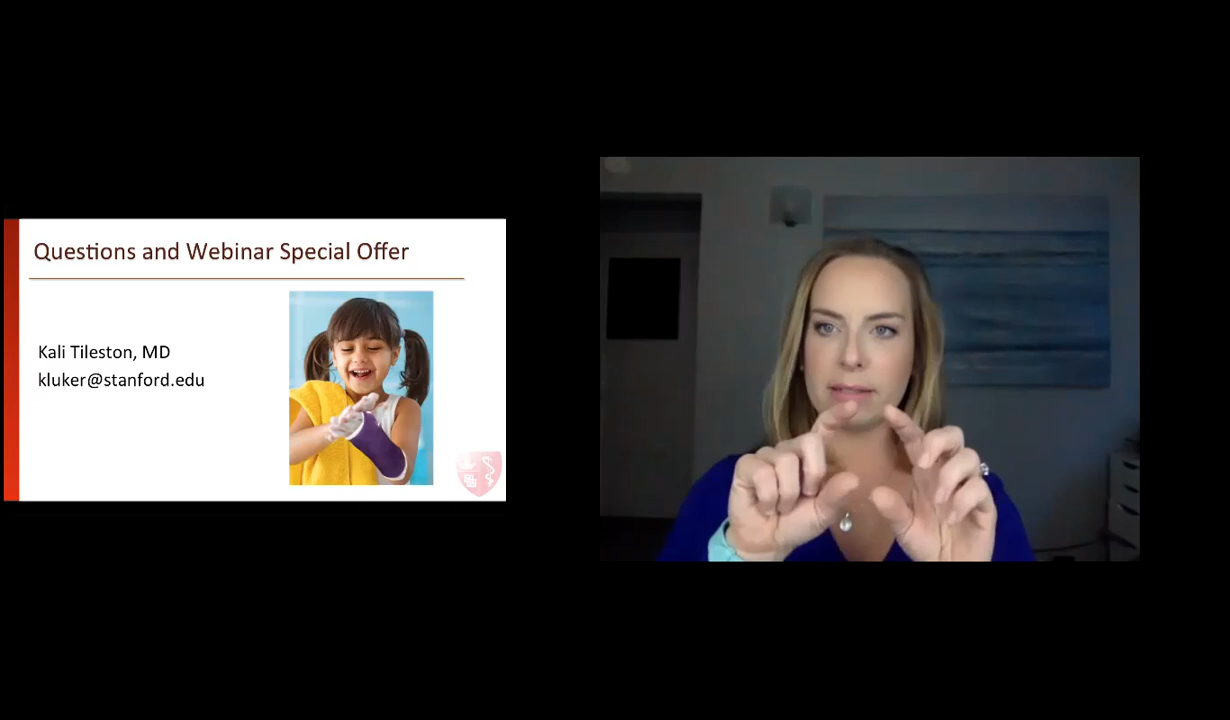 Questions and Webinar Special Offer
Kali Tileston, MD
kluker@stanford.edu